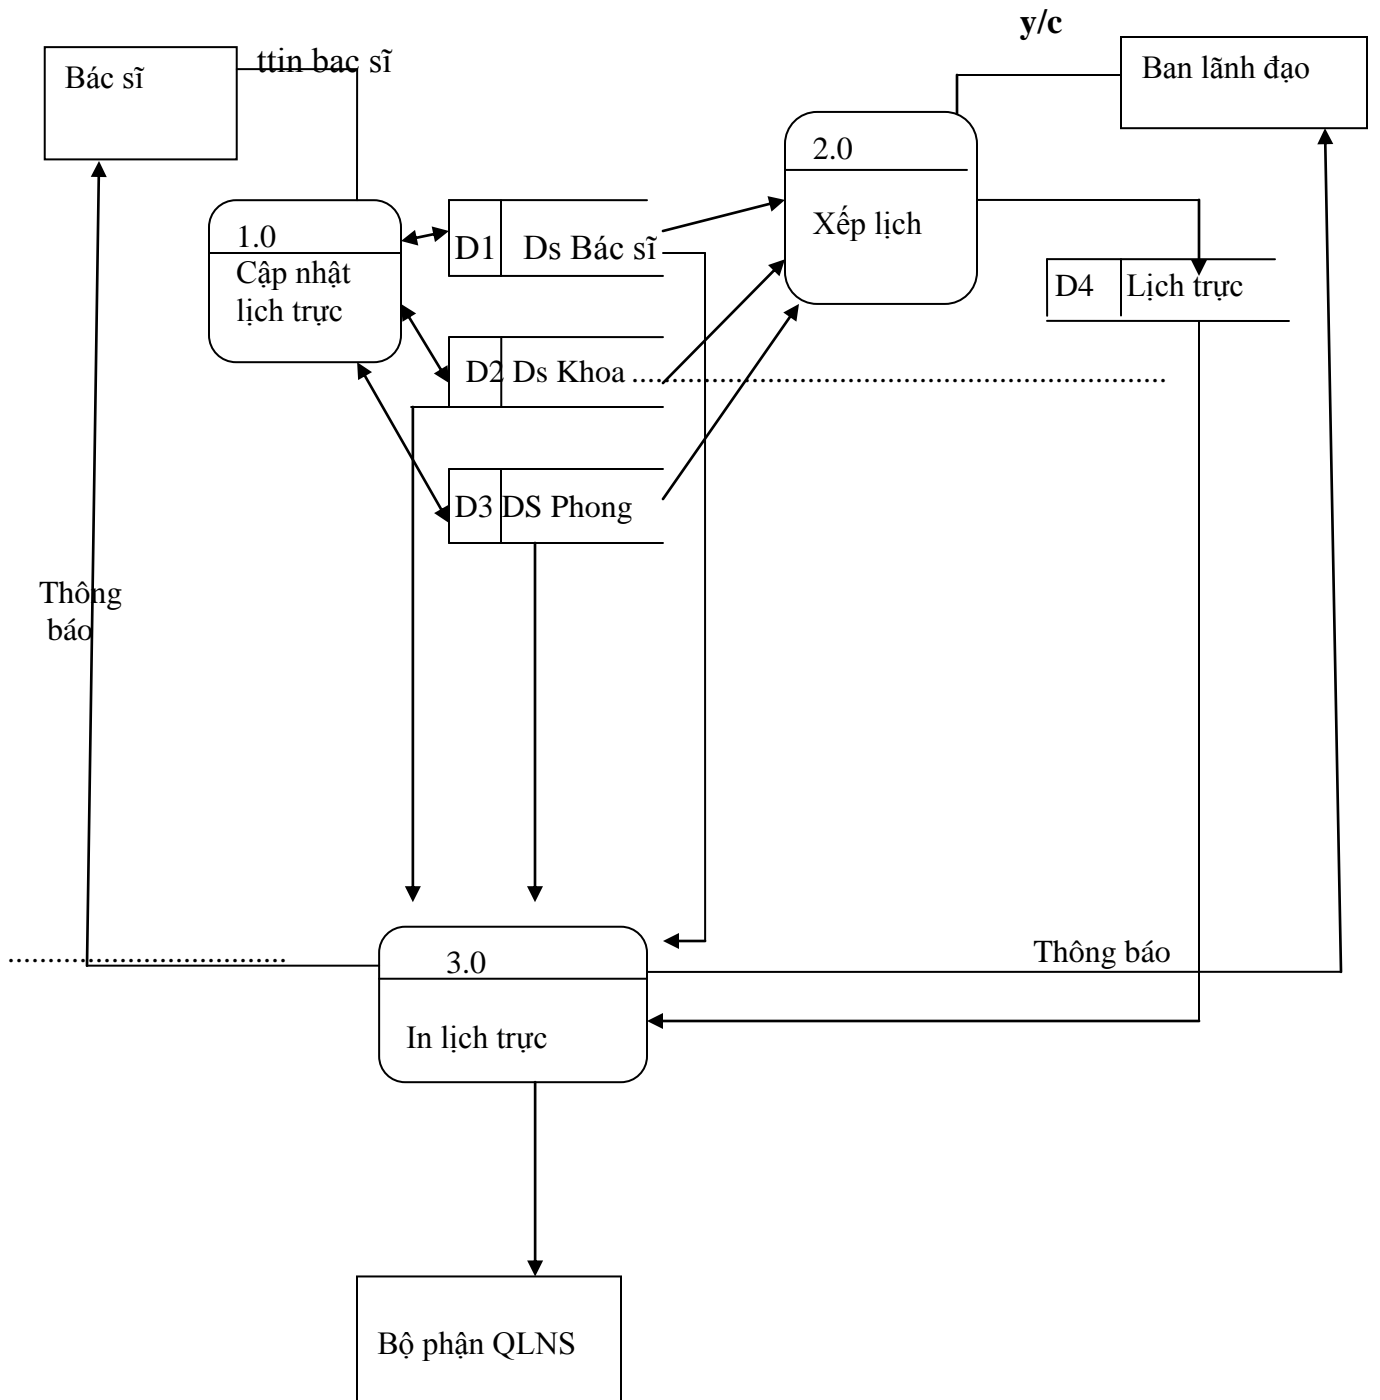 y/c
Bác sĩ
ttin bac sĩ
Ban lãnh đạo
2.0
Xếp lịch
1.0
Cập nhật
lịch trực
D1 Ds Bác sĩ
D4 Lịch trực
D2 Ds Khoa ......................................................................
D3 DS Phong
Thông
báo
....................................
3.0
Thông báo
In lịch trực
Bộ phận QLNS